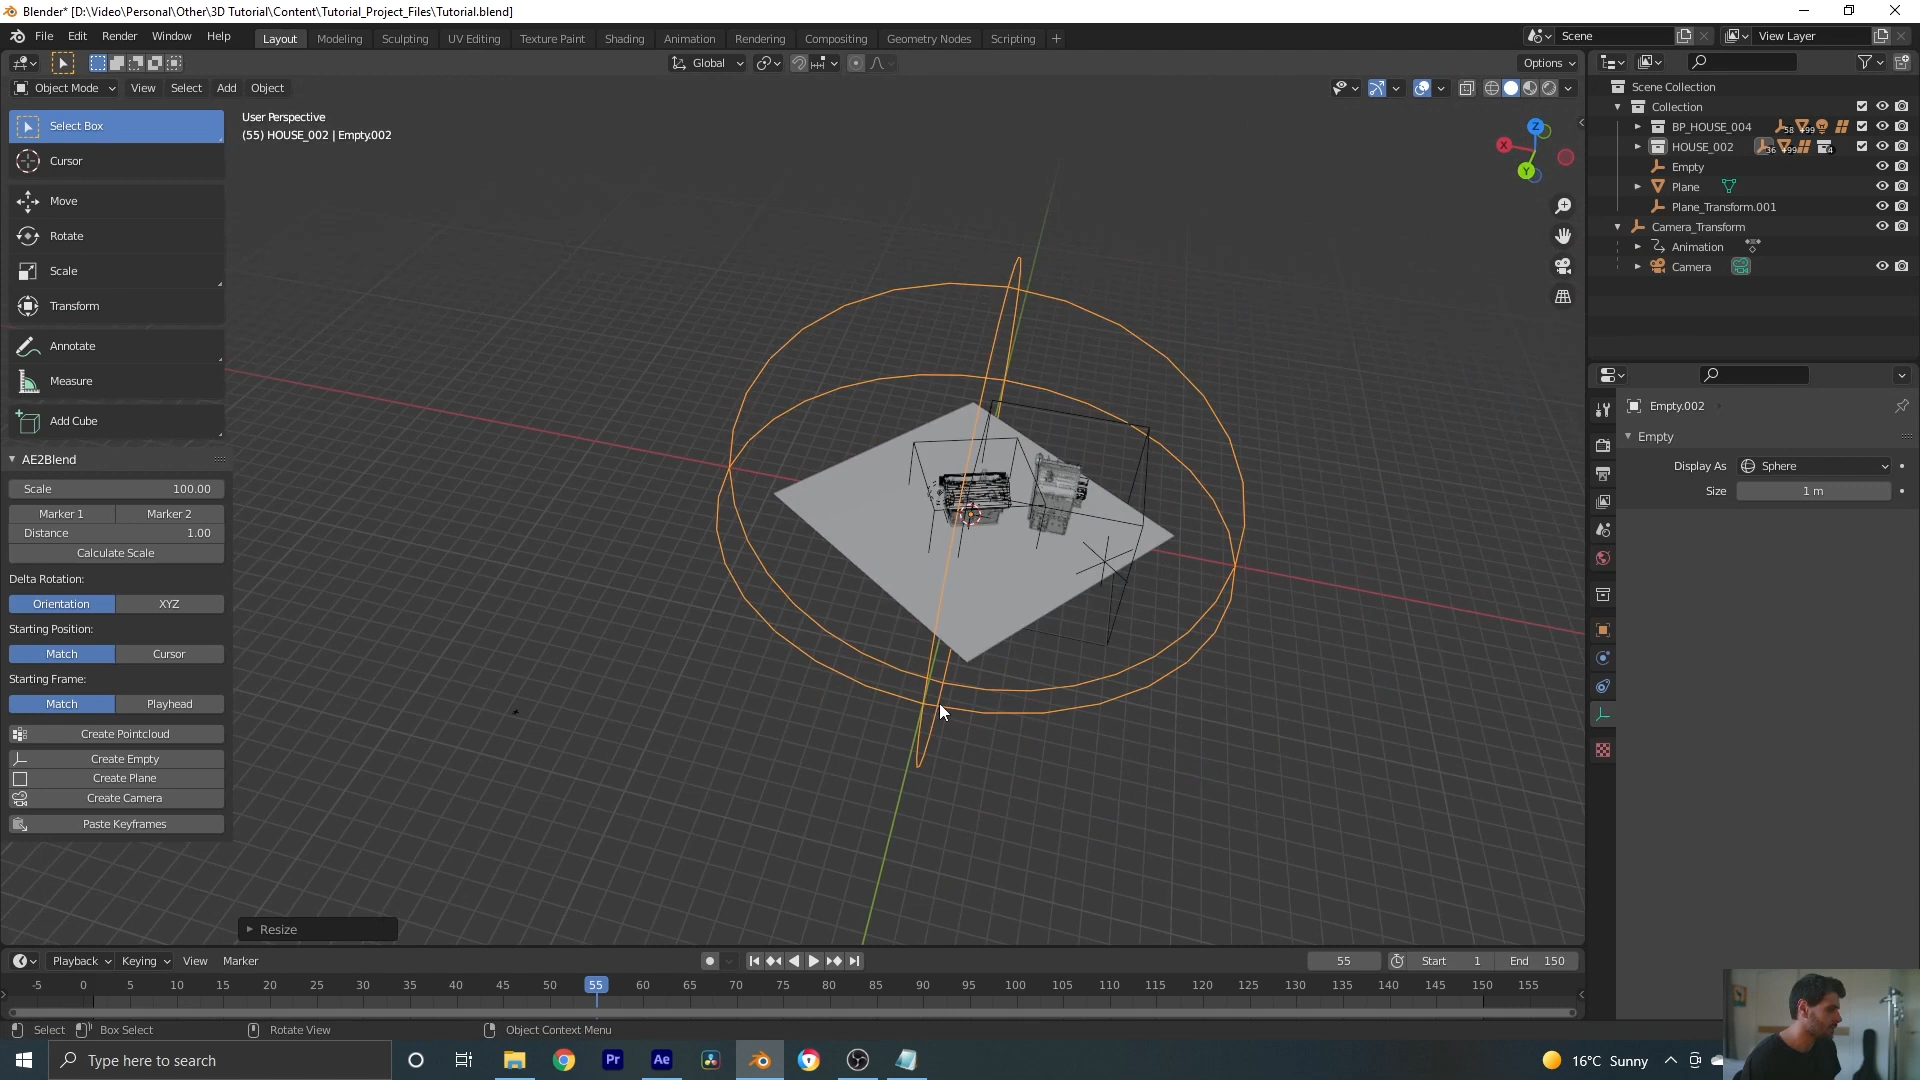 Blender* [D:\Video\Personal\Other\3D Tutorial\Content\Tutorial_Project_Files\Tutorial.blend]
File Edit Render Window Help Layout Modeling Sculpting UV Editing Texture Paint Shading Animation Rendering Compositing Geometry Nodes Scripting + Scene View Layer
Global Options
Object Mode View Select Add Object
User Perspective
(55) HOUSE_002 | Empty.002
Select Box
Cursor
Move
Rotate
Scale
Transform
Annotate
Measure
Add Cube
AE2Blend
Scale 100.00
Marker 1 Marker 2
Distance 1.00
Calculate Scale
Delta Rotation:
Orientation XYZ
Starting Position:
Match Cursor
Starting Frame:
Match Playhead
Create Pointcloud
Create Empty
Create Plane
Create Camera
Paste Keyframes
Resize
Z
X
Y
Scene Collection
Collection
BP_HOUSE_004 58 +99
HOUSE_002 36 +99 4
Empty
Plane
Plane_Transform.001
Camera_Transform
Animation
Camera
Empty.002
Empty
Display As Sphere
Size 1 m
Playback Keying View Marker 55 Start 1 End 150
-5 0 5 10 15 20 25 30 35 40 45 50 55 60 65 70 75 80 85 90 95 100 105 110 115 120 125 130 135 140 145 150 155
Select Box Select Rotate View Object Context Menu
Type here to search Pr Ae 16°C Sunny